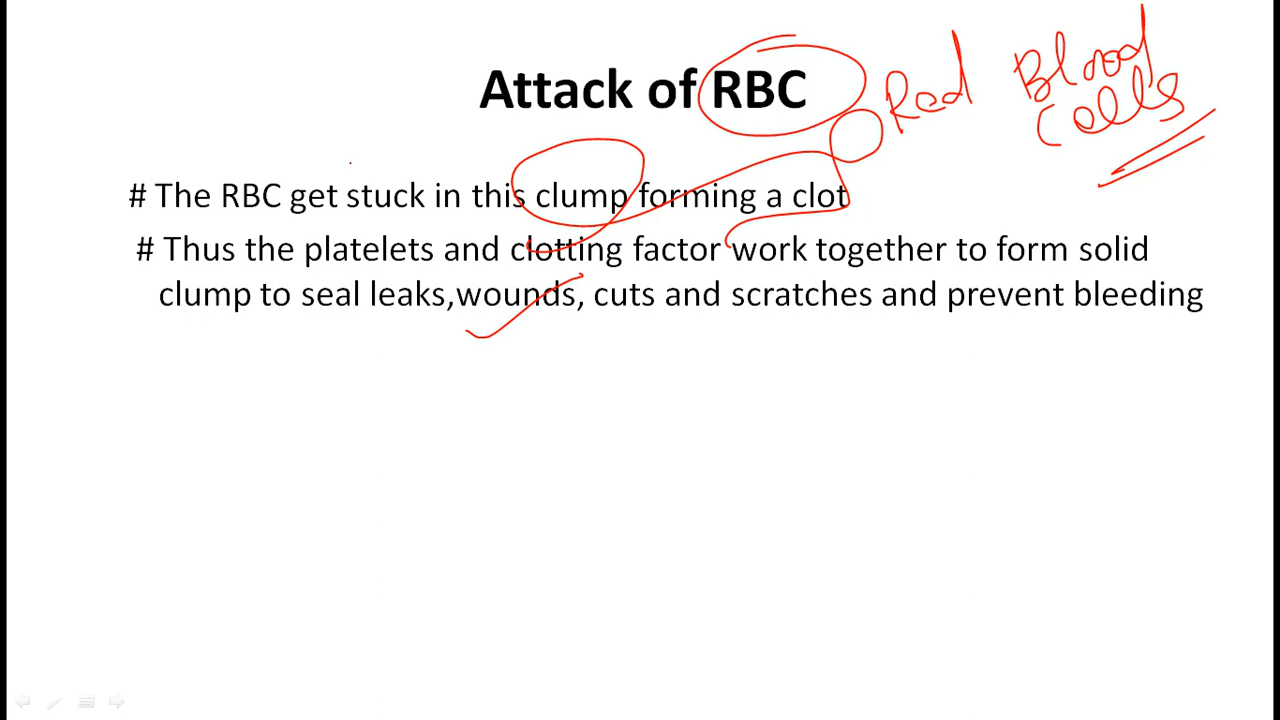 Attack of RBC
Red Blood
Cells
# The RBC get stuck in this clump forming a clot
# Thus the platelets and clotting factor work together to form solid
clump to seal leaks,wounds, cuts and scratches and prevent bleeding